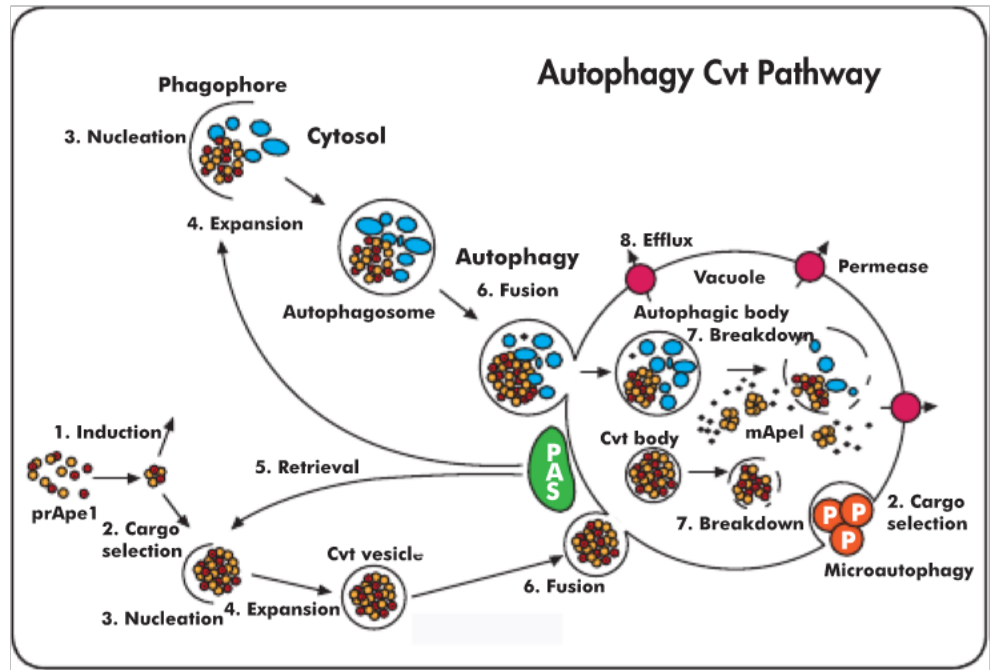 Autophagy Cvt Pathway
Phagophore
3. Nucleation
Cytosol
4. Expansion
Autophagosome
Autophagy
6. Fusion
8. Efflux
Vacuole
Permease
Autophagic body
7. Breakdown
mApel
Cvt body
7. Breakdown
1. Induction
prApe1
2. Cargo
selection
5. Retrieval
P
A
S
3. Nucleation
4. Expansion
Cvt vesicle
6. Fusion
P P
P
2. Cargo
selection
Microautophagy